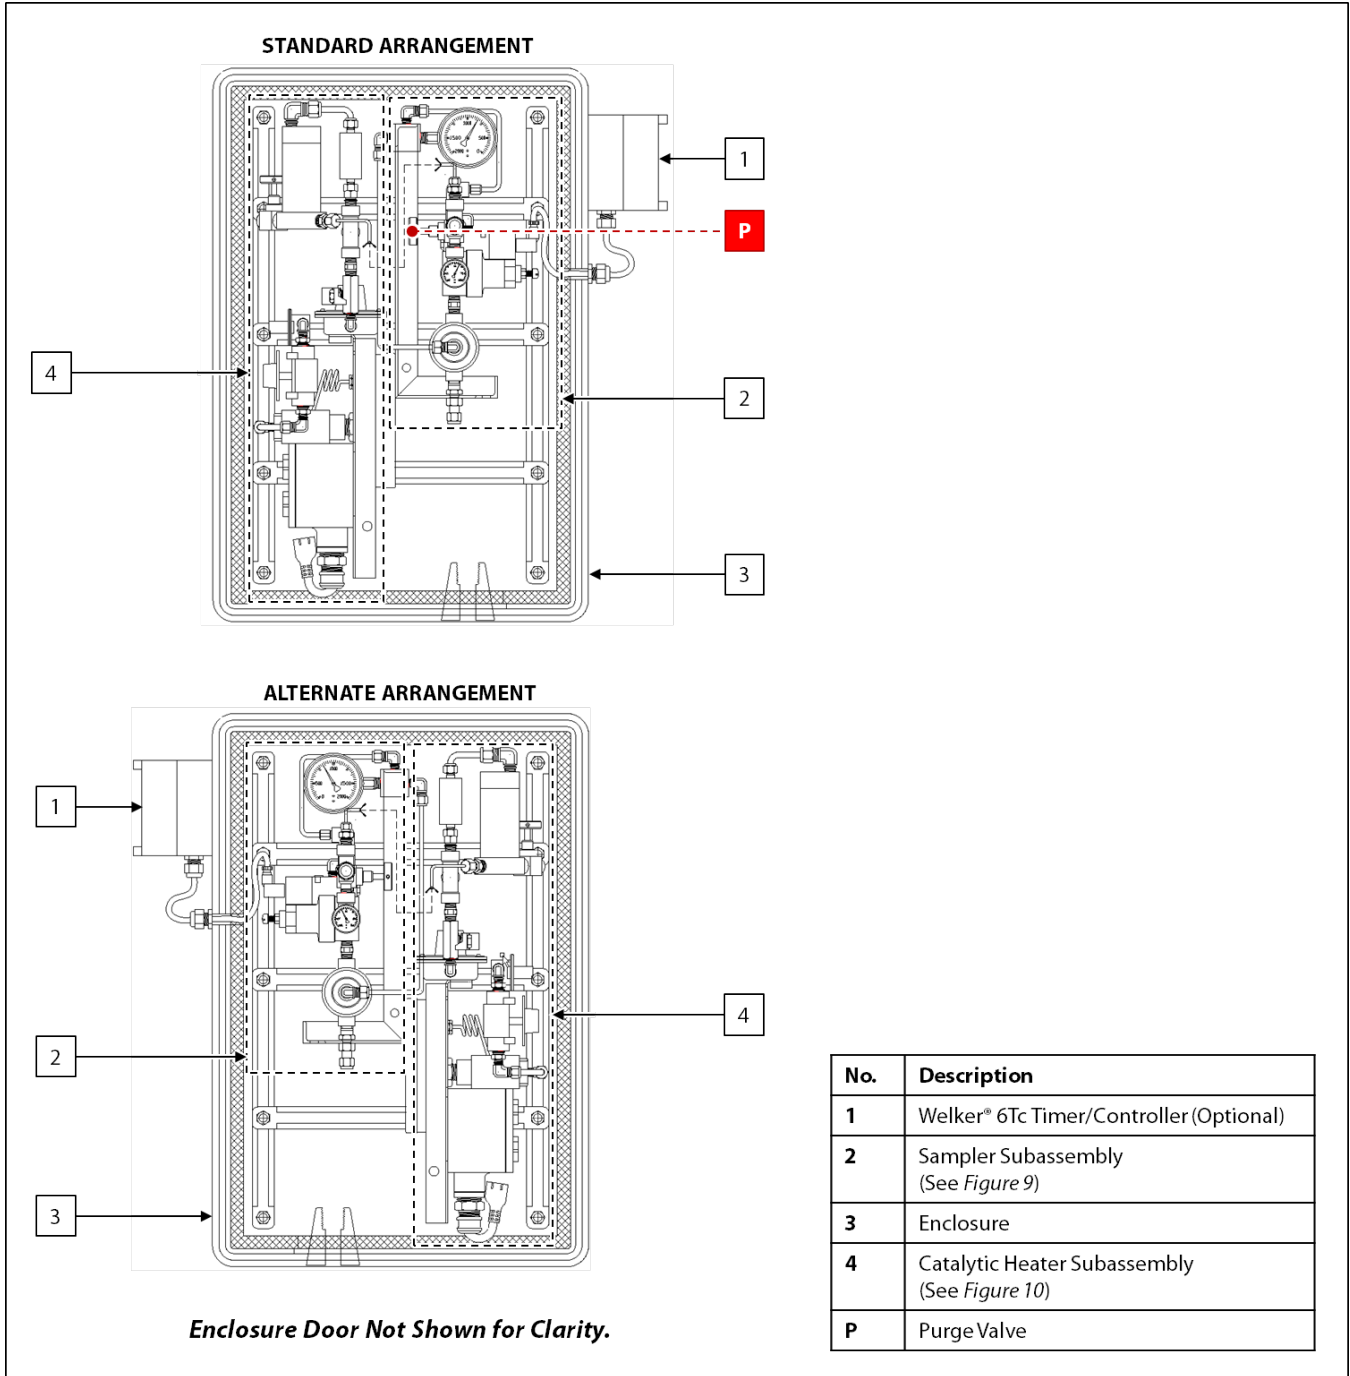 STANDARD ARRANGEMENT
1
P
4
2
3
ALTERNATE ARRANGEMENT
1
4
2
3
No. Description
1 Welker® 6Tc Timer/Controller (Optional)
2 Sampler Subassembly
(See Figure 9)
3 Enclosure
4 Catalytic Heater Subassembly
(See Figure 10)
P Purge Valve
Enclosure Door Not Shown for Clarity.